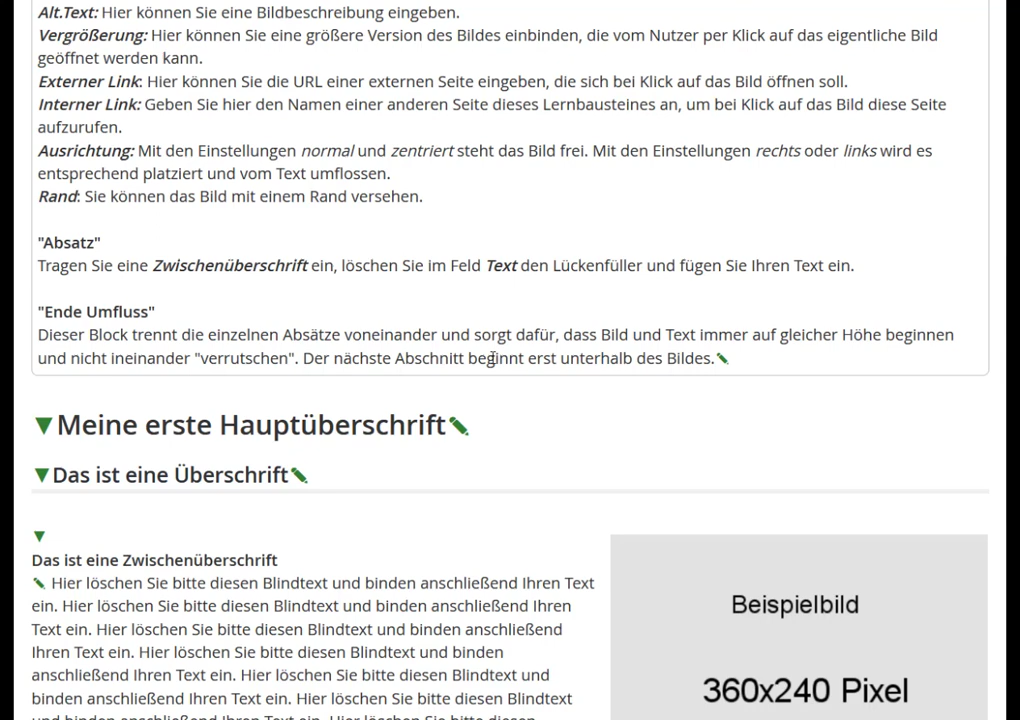 Alt.Text: Hier können Sie eine Bildbeschreibung eingeben.
Vergrößerung: Hier können Sie eine größere Version des Bildes einbinden, die vom Nutzer per Klick auf das eigentliche Bild
geöffnet werden kann.
Externer Link: Hier können Sie die URL einer externen Seite eingeben, die sich bei Klick auf das Bild öffnen soll.
Interner Link: Geben Sie hier den Namen einer anderen Seite dieses Lernbausteines an, um bei Klick auf das Bild diese Seite
aufzurufen.
Ausrichtung: Mit den Einstellungen normal und zentriert steht das Bild frei. Mit den Einstellungen rechts oder links wird es
entsprechend platziert und vom Text umflossen.
Rand: Sie können das Bild mit einem Rand versehen.
"Absatz"
Tragen Sie eine Zwischenüberschrift ein, löschen Sie im Feld Text den Lückenfüller und fügen Sie Ihren Text ein.
"Ende Umfluss"
Dieser Block trennt die einzelnen Absätze voneinander und sorgt dafür, dass Bild und Text immer auf gleicher Höhe beginnen
und nicht ineinander "verrutschen". Der nächste Abschnitt beginnt erst unterhalb des Bildes.
Meine erste Hauptüberschrift
Das ist eine Überschrift
Das ist eine Zwischenüberschrift
Hier löschen Sie bitte diesen Blindtext und binden anschließend Ihren Text
ein. Hier löschen Sie bitte diesen Blindtext und binden anschließend Ihren
Text ein. Hier löschen Sie bitte diesen Blindtext und binden anschließend
Ihren Text ein. Hier löschen Sie bitte diesen Blindtext und binden
anschließend Ihren Text ein. Hier löschen Sie bitte diesen Blindtext und
binden anschließend Ihren Text ein. Hier löschen Sie bitte diesen Blindtext
und binden anschließend Ihren Text ein. Hier löschen Sie bitte diesen
Beispielbild
360x240 Pixel